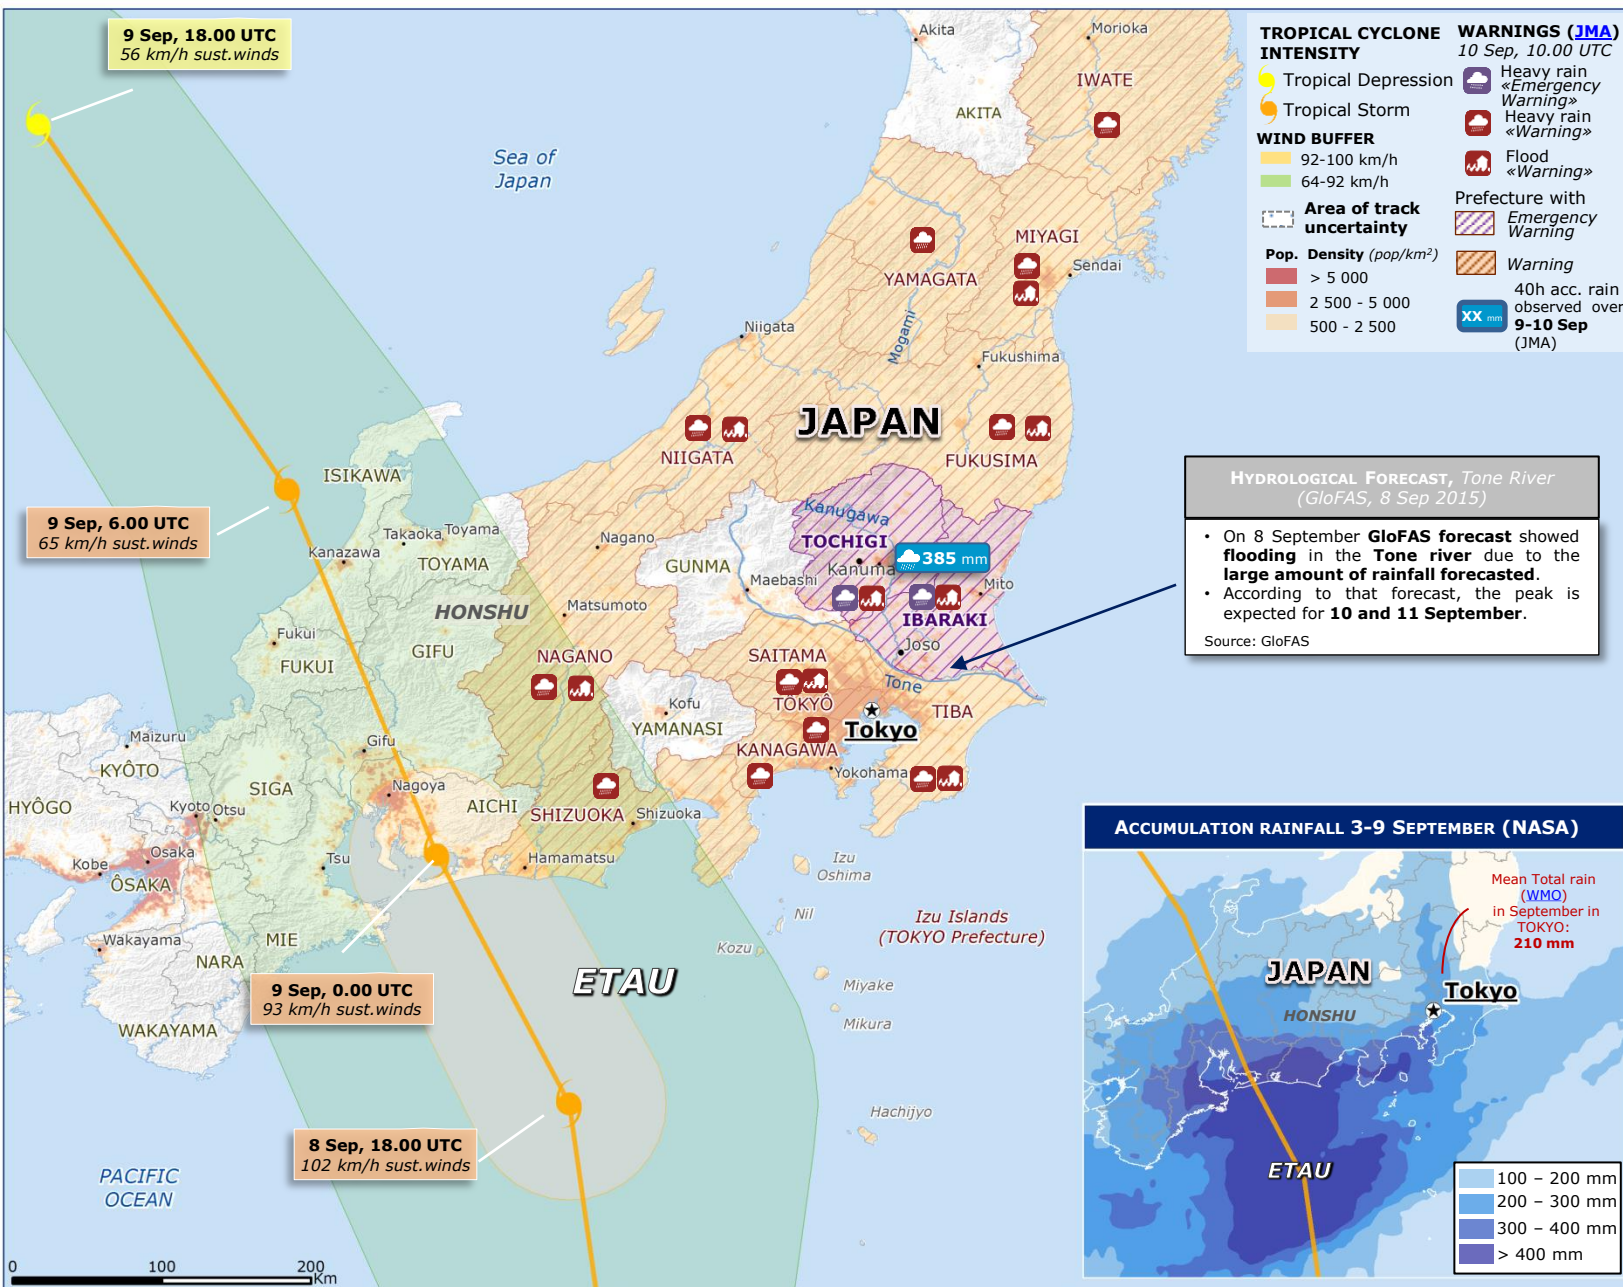 9 Sep, 18.00 UTC
56 km/h sust.winds
Akita
Morioka
IWATE
AKITA
Sea of
Japan
MIYAGI
YAMAGATA
Sendai
Niigata
Mogami
Fukushima
JAPAN
NIIGATA
FUKUSIMA
ISIKAWA
9 Sep, 6.00 UTC
65 km/h sust.winds
Takaoka
Toyama
Kanazawa
TOYAMA
Nagano
GUNMA
Maebashi
Kanugawa
TOCHIGI
385 mm
Kanuma
Mito
IBARAKI
HONSHU
Matsumoto
Fukui
FUKUI
GIFU
NAGANO
SAITAMA
Joso
Tone
TOKYÔ
TIBA
Tokyo
Kofu
YAMANASI
KANAGAWA
Yokohama
Maizuru
KYÔTO
Gifu
HYÔGO
SIGA
Nagoya
AICHI
Kyoto
Otsu
SHIZUOKA
Shizuoka
Kobe
Osaka
ÔSAKA
Tsu
Hamamatsu
Izu
Oshima
Nil
Izu Islands
(TOKYO Prefecture)
Kozu
Wakayama
MIE
NARA
ETAU
Miyake
Mikura
WAKAYAMA
9 Sep, 0.00 UTC
93 km/h sust.winds
Hachijyo
8 Sep, 18.00 UTC
102 km/h sust.winds
PACIFIC
OCEAN
0 100 200
Km
TROPICAL CYCLONE
INTENSITY
Tropical Depression
Tropical Storm
WIND BUFFER
92-100 km/h
64-92 km/h
Area of track
uncertainty
Pop. Density (pop/km²)
> 5 000
2 500 - 5 000
500 - 2 500
WARNINGS (JMA)
10 Sep, 10.00 UTC
Heavy rain
«Emergency
Warning»
Heavy rain
«Warning»
Flood
«Warning»
Prefecture with
Emergency
Warning
Warning
XX mm
40h acc. rain
observed over
9-10 Sep
(JMA)
HYDROLOGICAL FORECAST, Tone River
(GloFAS, 8 Sep 2015)
• On 8 September GloFAS forecast showed
flooding in the Tone river due to the
large amount of rainfall forecasted.
• According to that forecast, the peak is
expected for 10 and 11 September.
Source: GloFAS
ACCUMULATION RAINFALL 3-9 SEPTEMBER (NASA)
Mean Total rain
(WMO)
in September in
TOKYO:
210 mm
JAPAN
Tokyo
HONSHU
ETAU
100 – 200 mm
200 – 300 mm
300 – 400 mm
> 400 mm